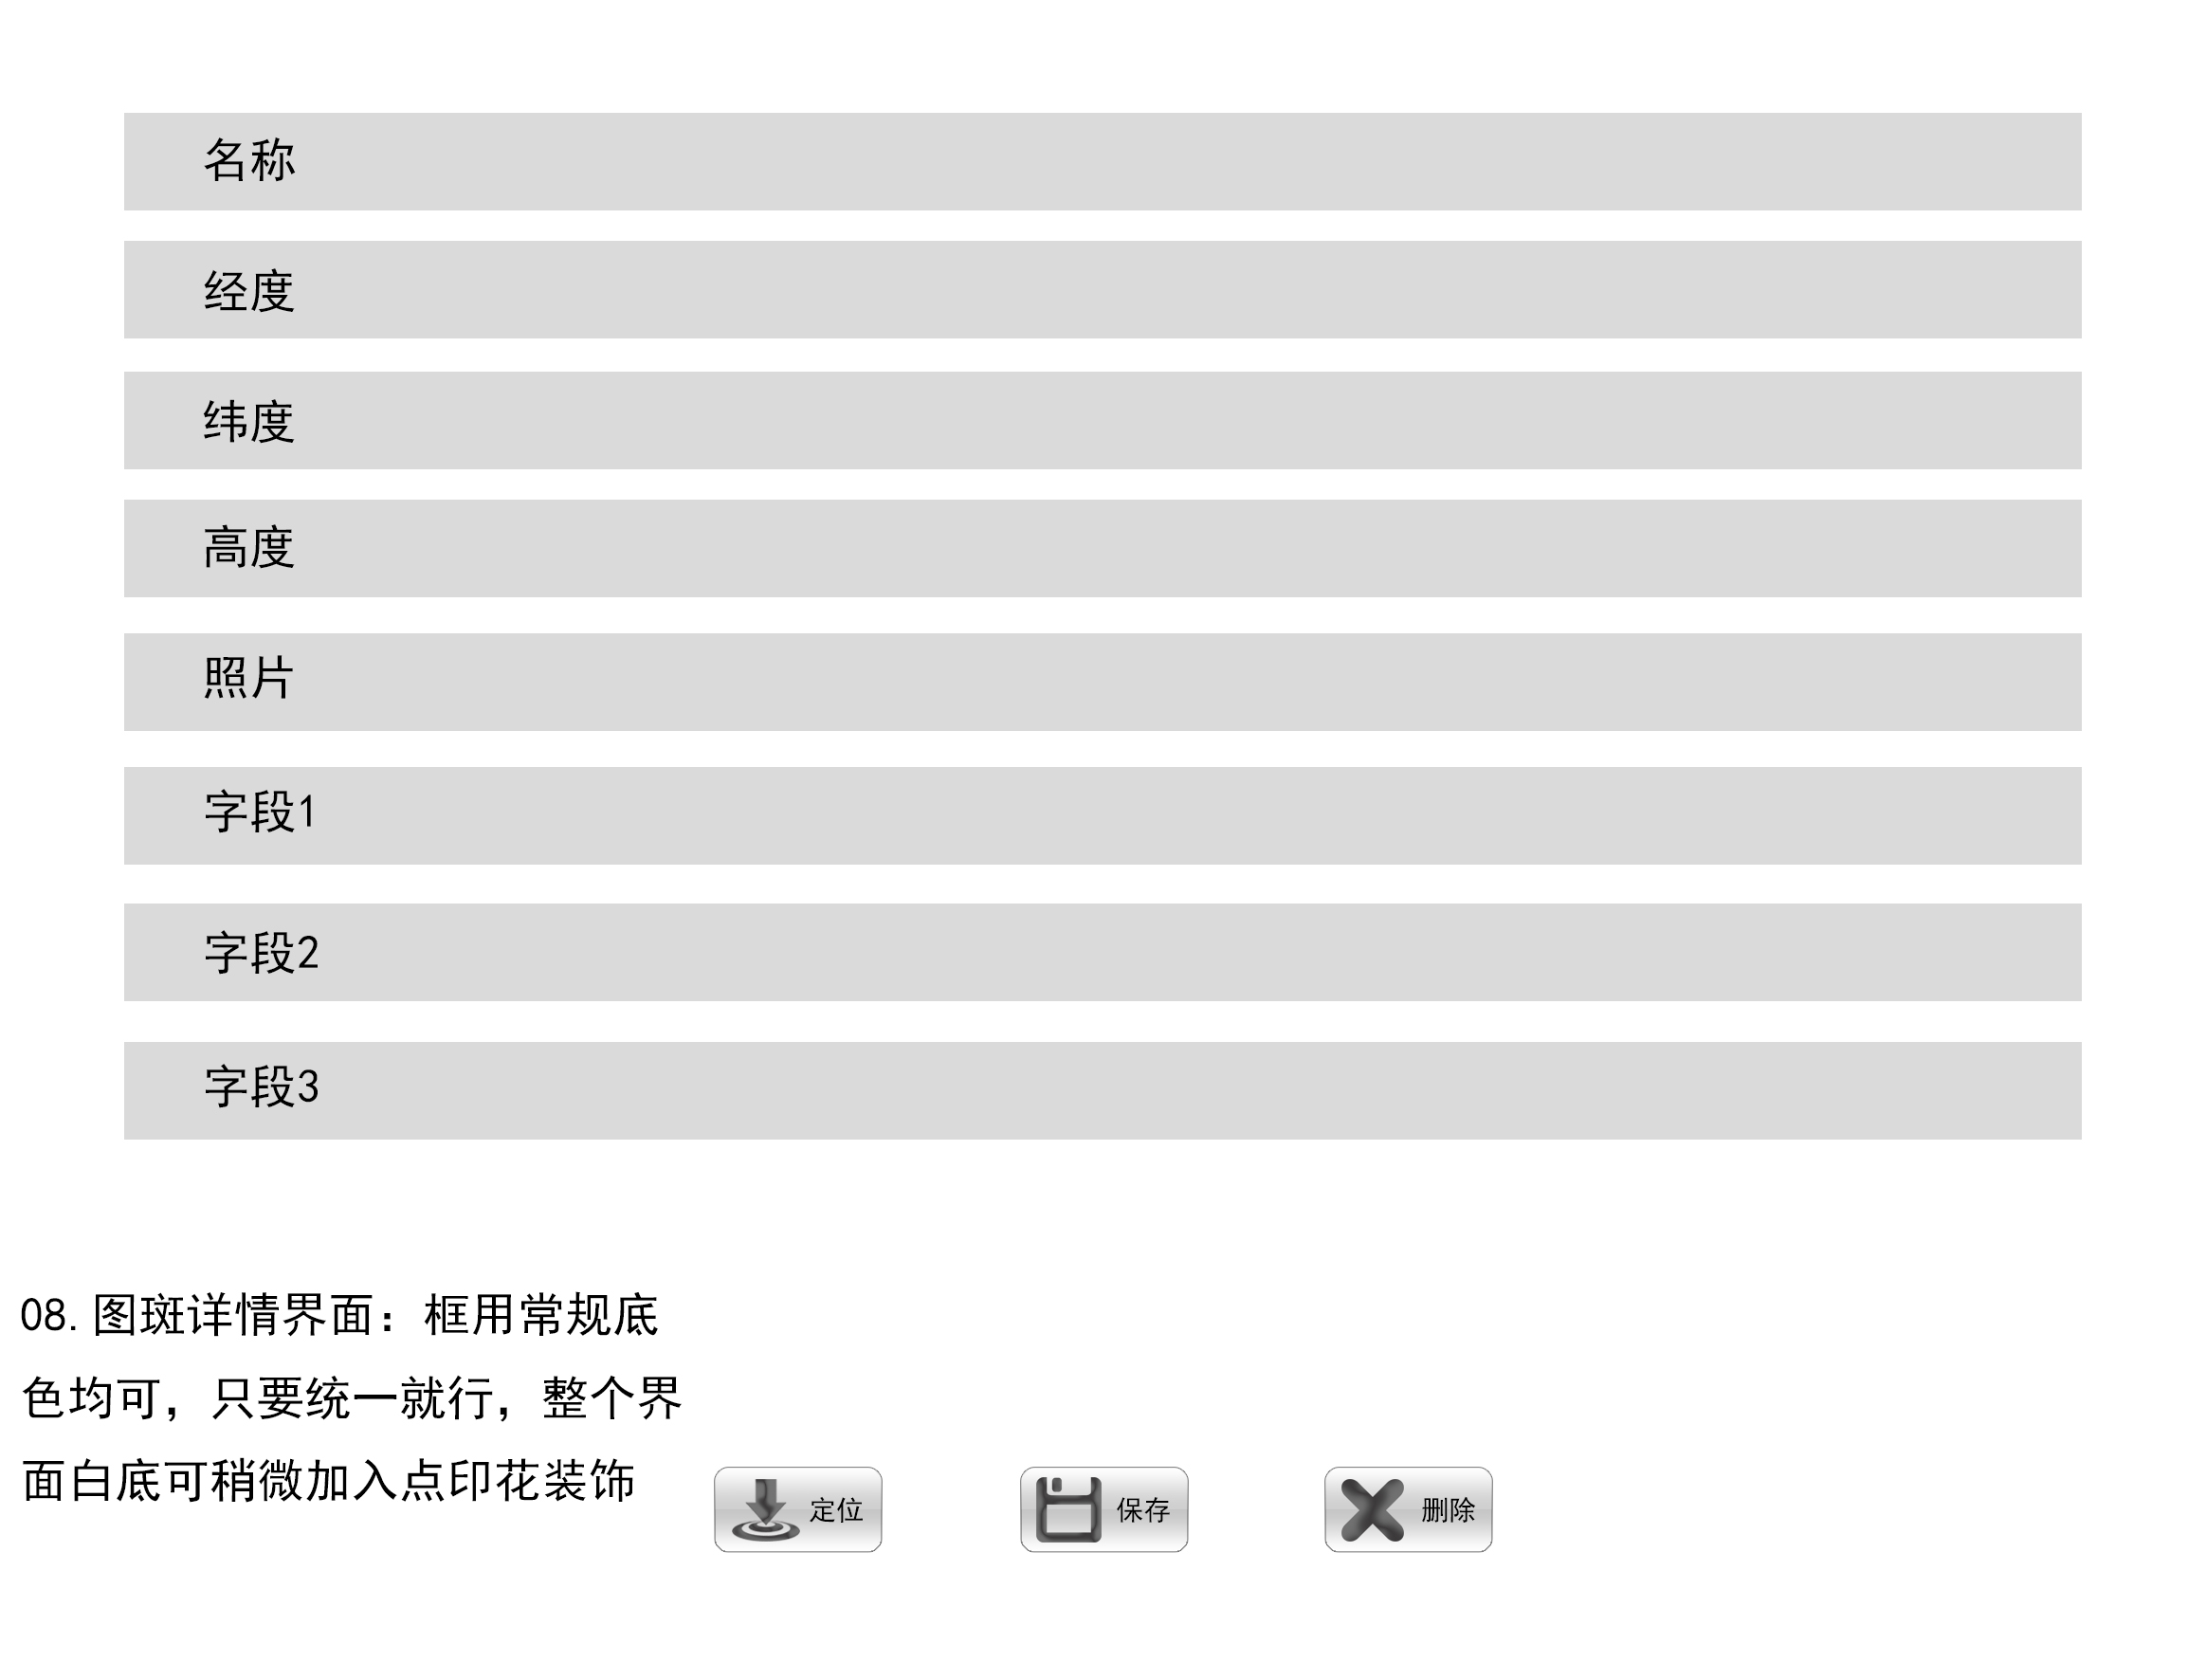 名称
经度
纬度
高度
照片
字段1
字段2
字段3
08.图斑详情界面：框用常规底
色均可，只要统一就行，整个界
面白底可稍微加入点印花装饰
定位
保存
删除